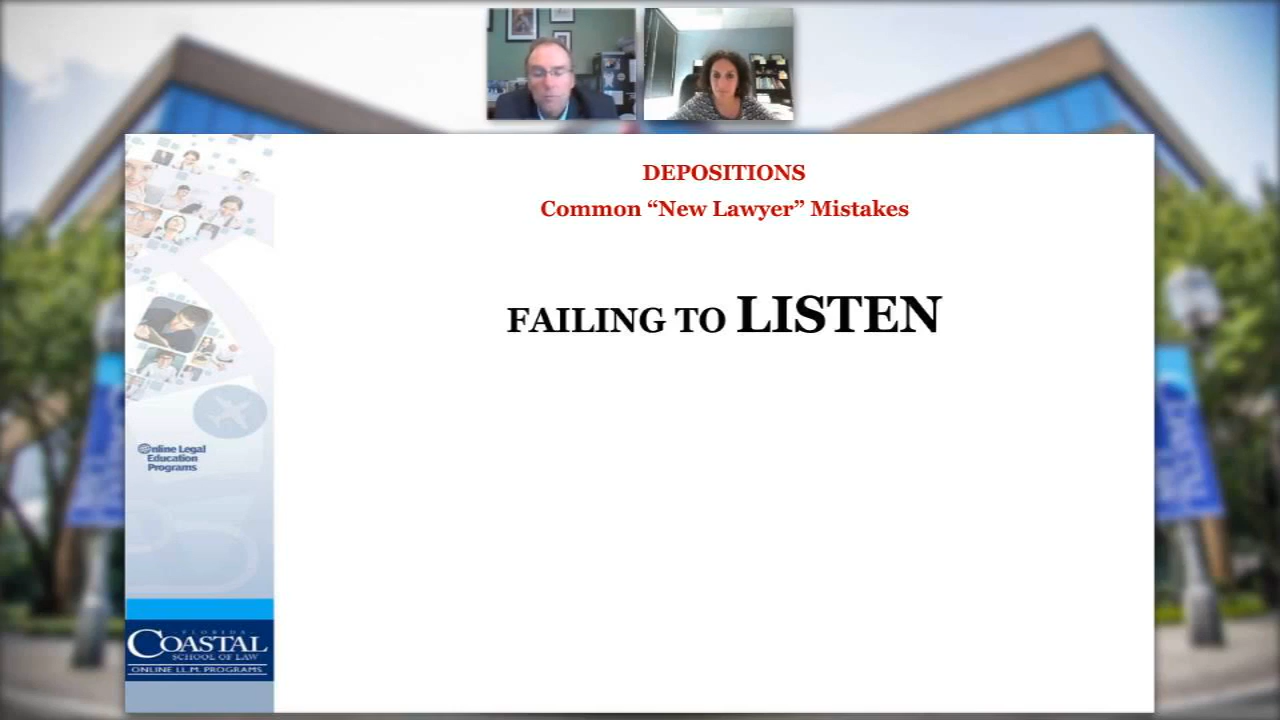 DEPOSITIONS
Common “New Lawyer” Mistakes
FAILING TO LISTEN
Online Legal
Education
Programs
FLORIDA
COASTAL
SCHOOL OF LAW
ONLINE LL.M. PROGRAMS